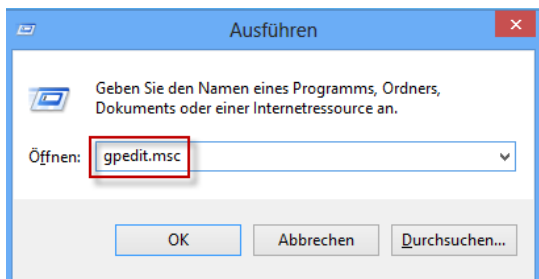 Ausführen
Geben Sie den Namen eines Programms, Ordners,
Dokuments oder einer Internetressource an.
Öffnen: gpedit.msc
OK Abbrechen Durchsuchen...